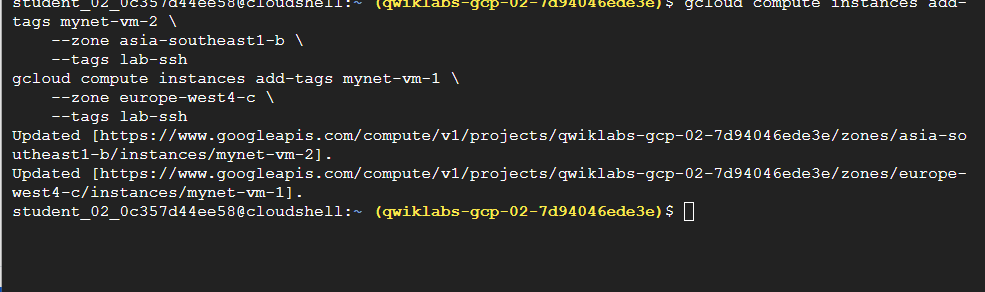 student_02_0c357d44ee58@cloudshell:~ (qwiklabs-gcp-02-7d94046ede3e)$ gcloud compute instances add-
tags mynet-vm-2 \
    --zone asia-southeast1-b \
    --tags lab-ssh
gcloud compute instances add-tags mynet-vm-1 \
    --zone europe-west4-c \
    --tags lab-ssh
Updated [https://www.googleapis.com/compute/v1/projects/qwiklabs-gcp-02-7d94046ede3e/zones/asia-so
utheast1-b/instances/mynet-vm-2].
Updated [https://www.googleapis.com/compute/v1/projects/qwiklabs-gcp-02-7d94046ede3e/zones/europe-
west4-c/instances/mynet-vm-1].
student_02_0c357d44ee58@cloudshell:~ (qwiklabs-gcp-02-7d94046ede3e)$